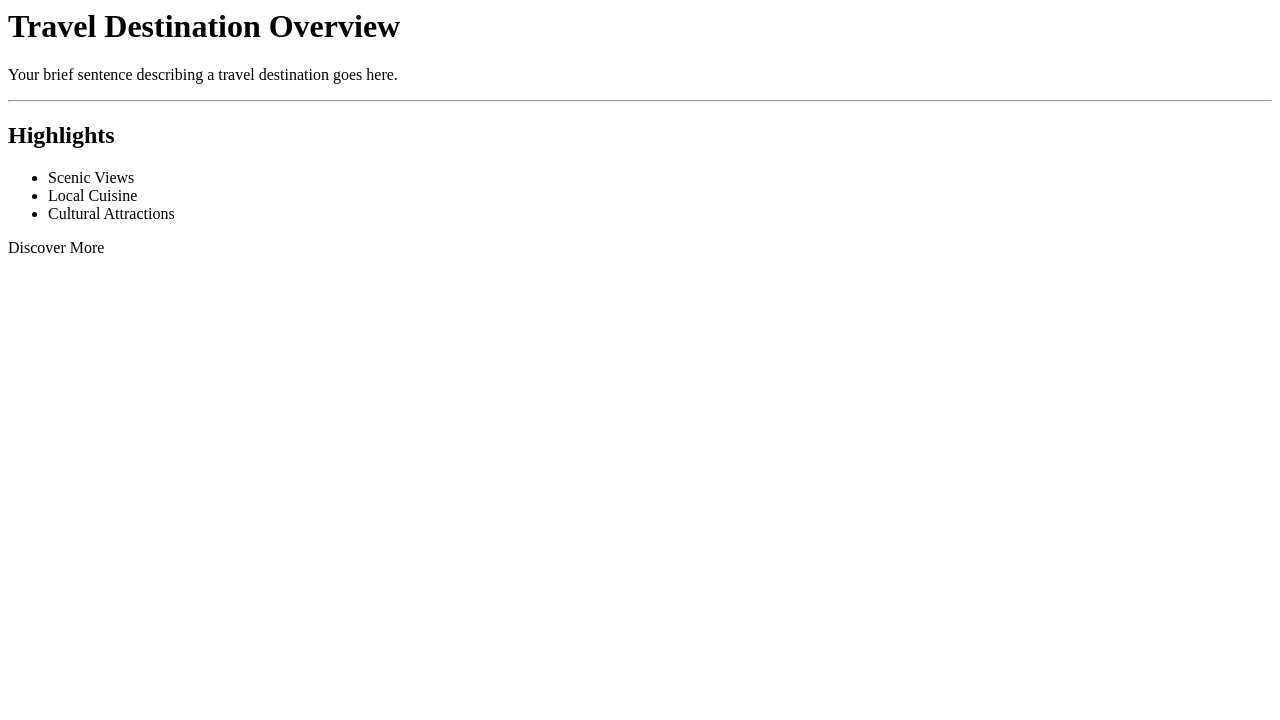 Travel Destination Overview
Your brief sentence describing a travel destination goes here.
Highlights
Scenic Views
Local Cuisine
Cultural Attractions
Discover More